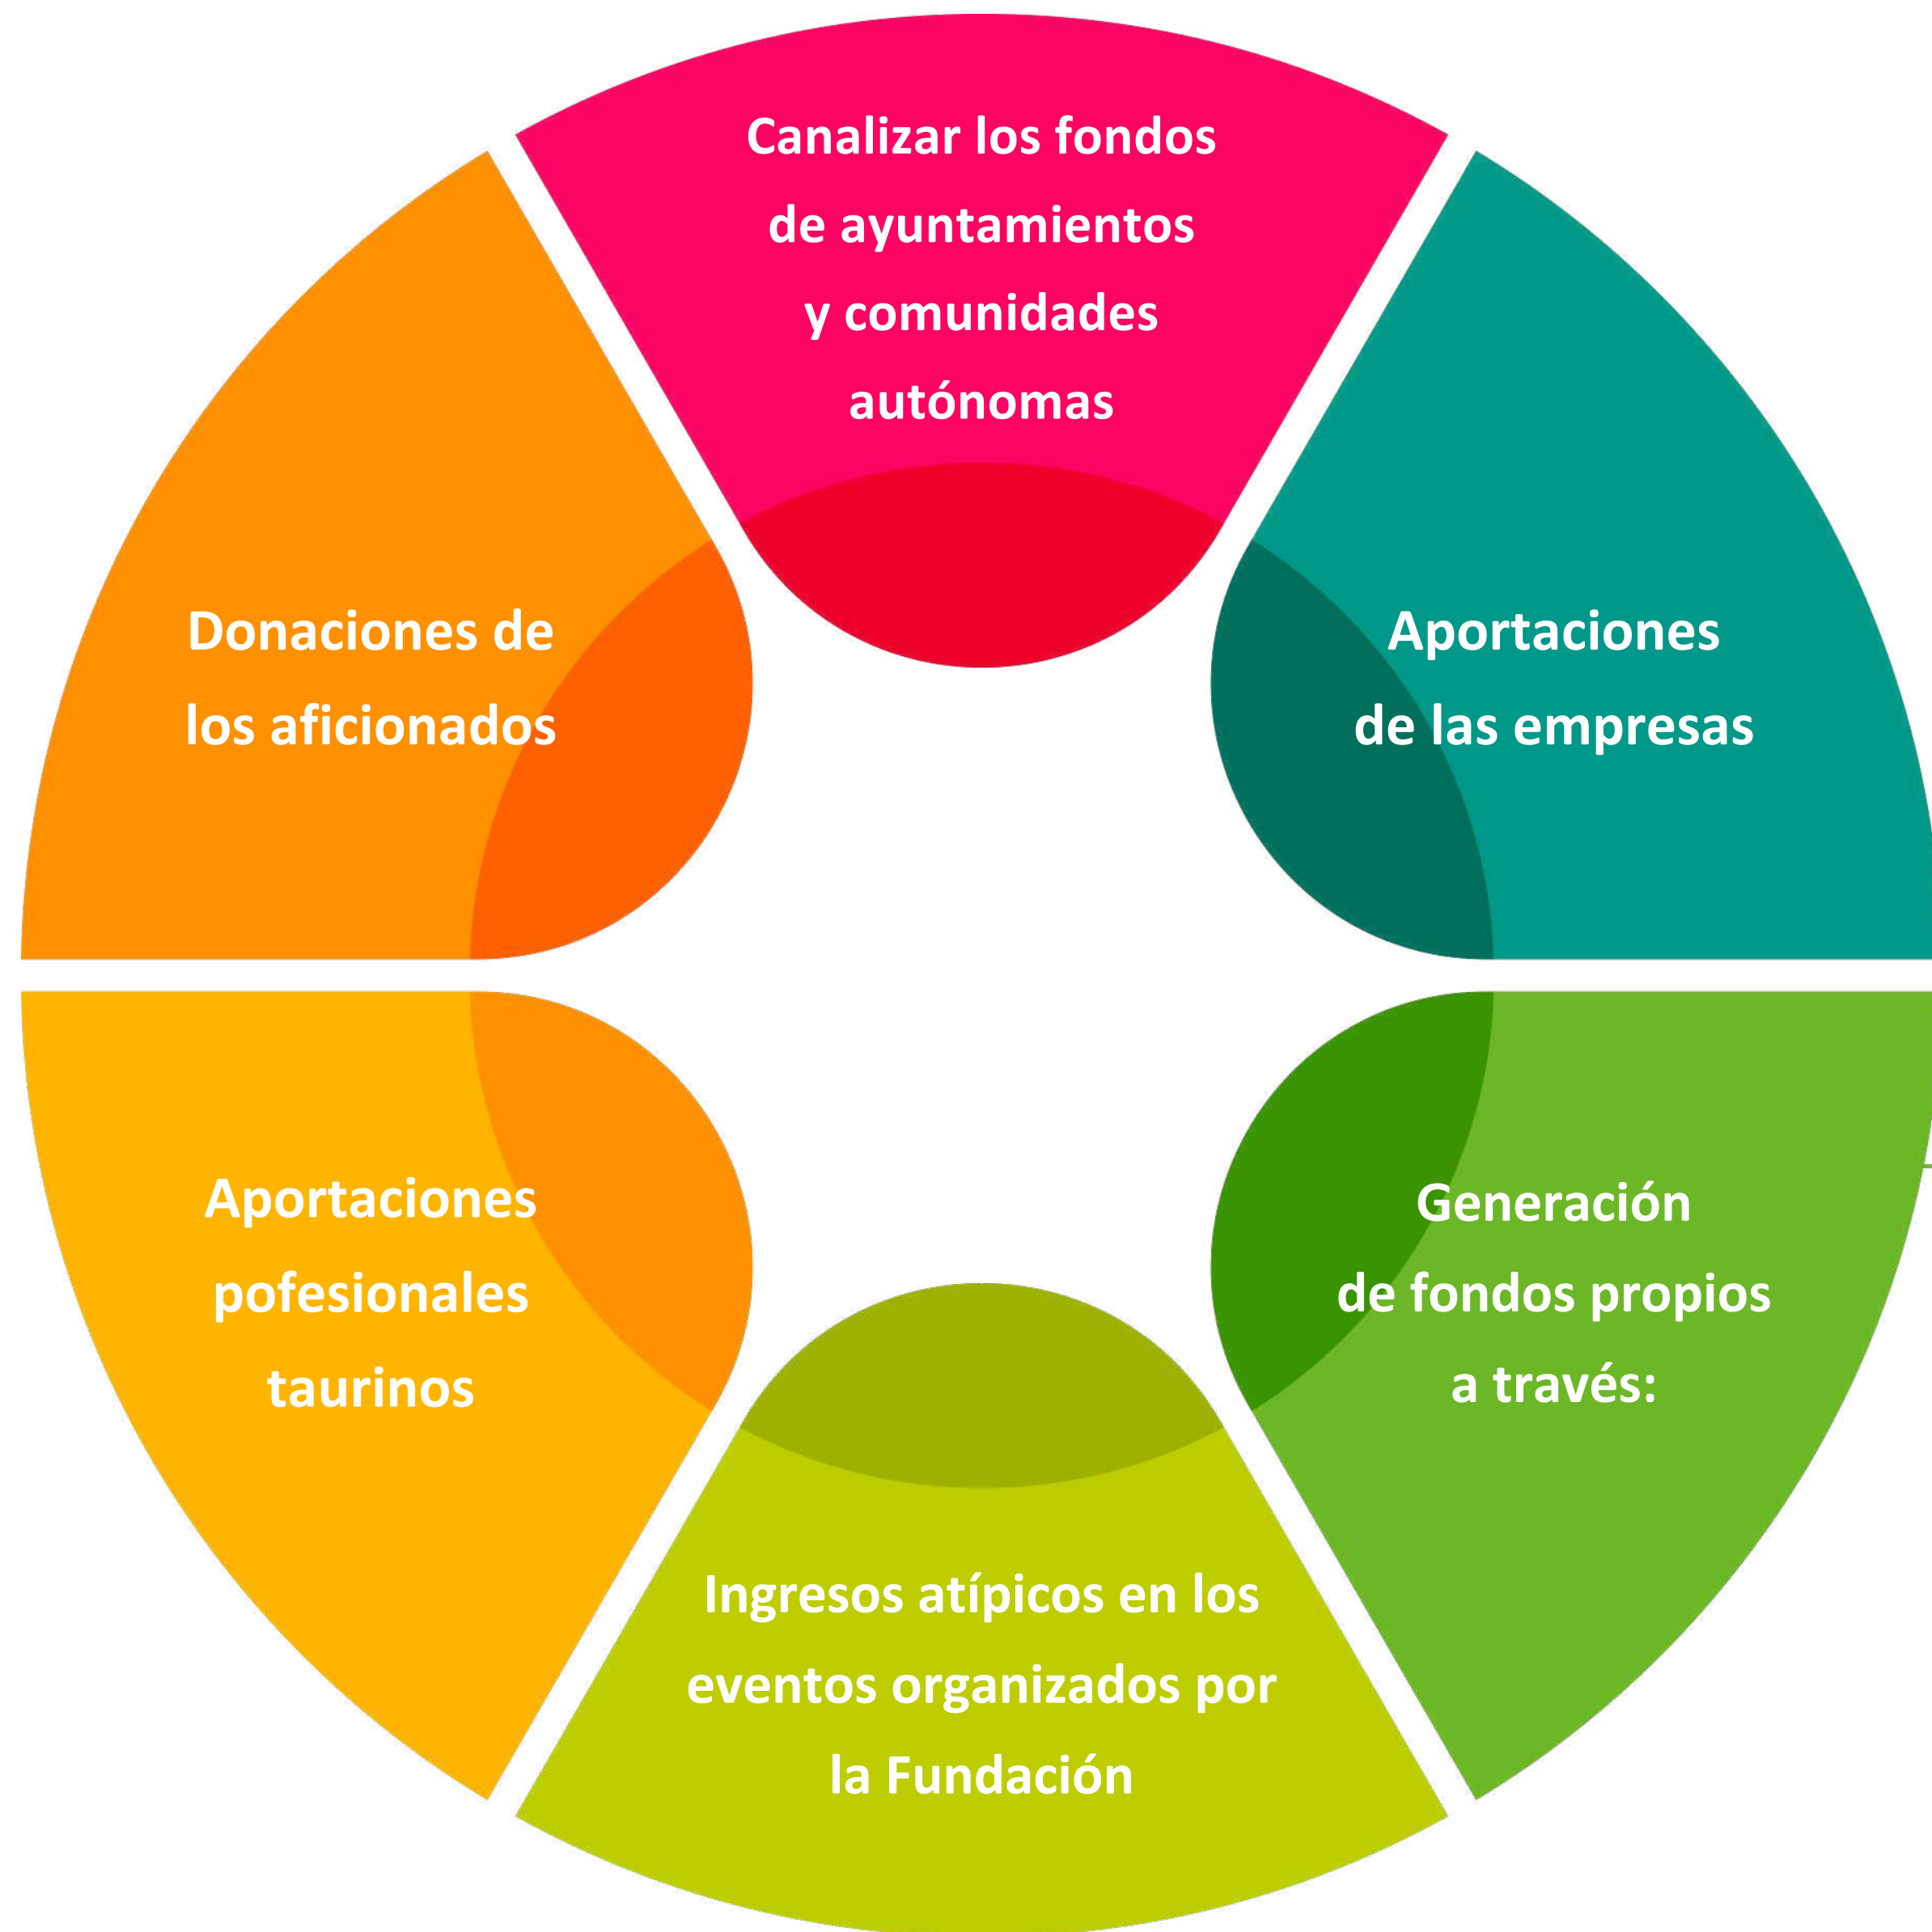 Canalizar los fondos
de ayuntamientos
y comunidades
autónomas
Donaciones de
los aficionados
Aportaciones
de las empresas
Aportaciones
pofesionales
taurinos
Generación
de fondos propios
a través:
Ingresos atípicos en los
eventos organizados por
la Fundación